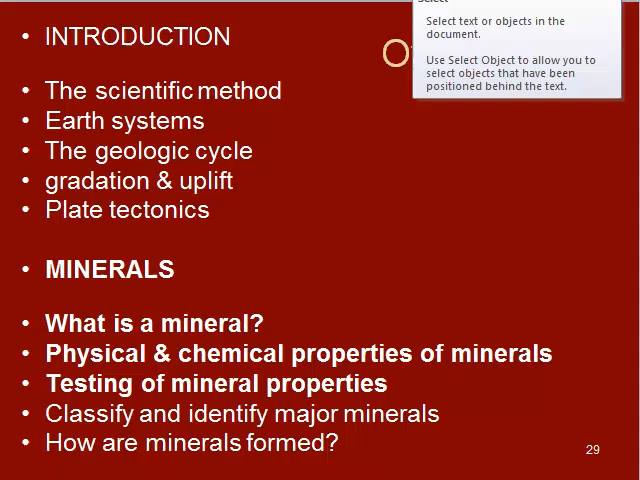 Select
Select text or objects in the
document.
Use Select Object to allow you to
select objects that have been
positioned behind the text.
• INTRODUCTION
• The scientific method
• Earth systems
• The geologic cycle
• gradation & uplift
• Plate tectonics
• MINERALS
• What is a mineral?
• Physical & chemical properties of minerals
• Testing of mineral properties
• Classify and identify major minerals
• How are minerals formed?
29